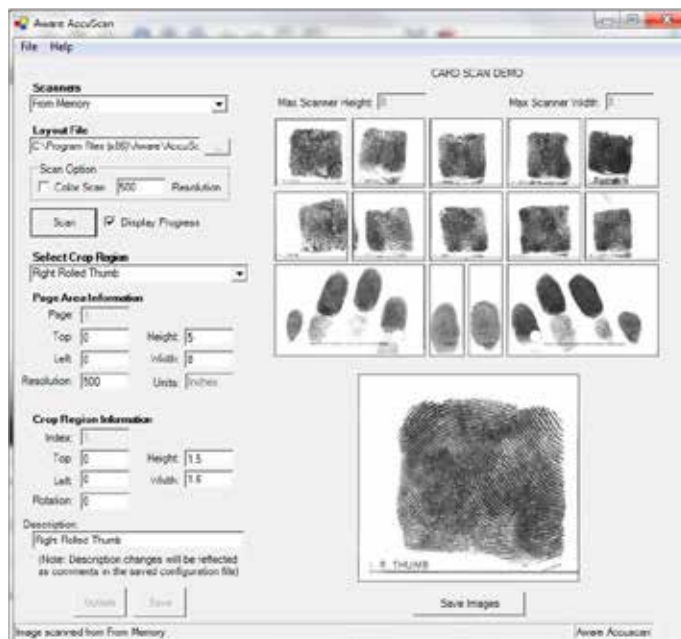 Aware AccuScan
File Help
CARD SCAN DEMO
Scanners
From Memory
Max Scanner Height:
Max Scanner Width:
Layout File
C:\Program Files (x86)\Aware\AccuSc
...
Scan Option
Color Scan 500 Resolution
Scan
Display Progress
Select Crop Region
Right Rolled Thumb
Page Area Information
Page:
Top: 0 Height: 5
Left: 0 Width: 8
Resolution: 500 Units: Inches
Crop Region Information
Index:
Top: 0 Height: 1.5
Left: 0 Width: 1.6
Rotation: 0
Description:
Right Rolled Thumb
(Note: Description changes will be reflected
as comments in the saved configuration file)
Update Save
R. THUMB
Save Images
Image scanned from From Memory
Aware Accuscan